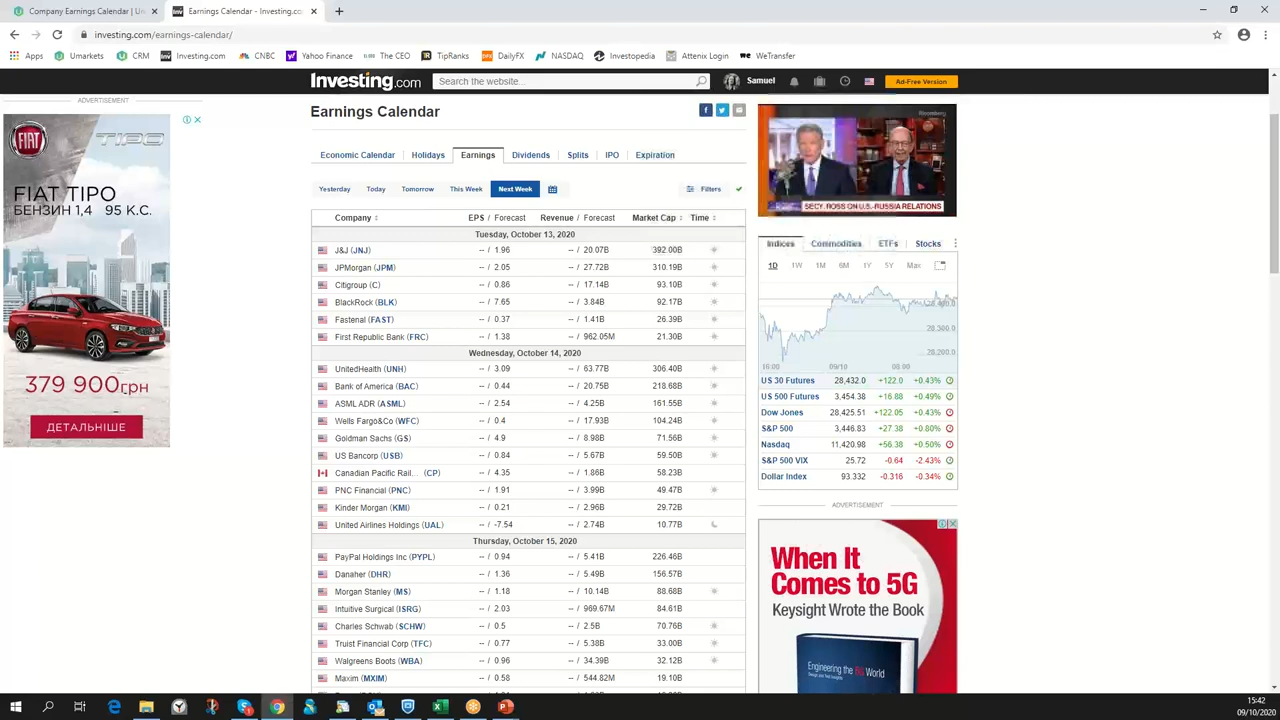 Company Earnings Calendar | U
Earnings Calendar - Investing.co
investing.com/earnings-calendar/
Apps Umarkets CRM Investing.com CNBC Yahoo Finance The CEO TipRanks DailyFX NASDAQ Investopedia Attenix Login WeTransfer
Investing.com Search the website... Samuel Ad-Free Version
ADVERTISEMENT
FIAT TIPO
FIAT TIPO
БЕНЗИН 1,4 95 К.С.
379 900грн
ДЕТАЛЬНІШЕ
Earnings Calendar
Economic Calendar Holidays Earnings Dividends Splits IPO Expiration
Yesterday Today Tomorrow This Week Next Week Filters
Company EPS / Forecast Revenue / Forecast Market Cap Time
Tuesday, October 13, 2020
J&J (JNJ) -- / 1.96 -- / 20.07B 392.00B
JPMorgan (JPM) -- / 2.05 -- / 27.72B 310.19B
Citigroup (C) -- / 0.86 -- / 17.14B 93.10B
BlackRock (BLK) -- / 7.65 -- / 3.84B 92.17B
Fastenal (FAST) -- / 0.37 -- / 1.41B 26.39B
First Republic Bank (FRC) -- / 1.38 -- / 962.05M 21.30B
Wednesday, October 14, 2020
UnitedHealth (UNH) -- / 3.09 -- / 63.77B 306.40B
Bank of America (BAC) -- / 0.44 -- / 20.75B 218.68B
ASML ADR (ASML) -- / 2.54 -- / 4.25B 161.55B
Wells Fargo&Co (WFC) -- / 0.4 -- / 17.93B 104.24B
Goldman Sachs (GS) -- / 4.9 -- / 8.98B 71.56B
US Bancorp (USB) -- / 0.84 -- / 5.67B 59.50B
Canadian Pacific Rail... (CP) -- / 4.35 -- / 1.86B 58.23B
PNC Financial (PNC) -- / 1.91 -- / 3.99B 49.47B
Kinder Morgan (KMI) -- / 0.21 -- / 2.96B 29.72B
United Airlines Holdings (UAL) -- / -7.54 -- / 2.74B 10.77B
Thursday, October 15, 2020
PayPal Holdings Inc (PYPL) -- / 0.94 -- / 5.41B 226.46B
Danaher (DHR) -- / 1.36 -- / 5.49B 156.57B
Morgan Stanley (MS) -- / 1.18 -- / 10.14B 88.68B
Intuitive Surgical (ISRG) -- / 2.03 -- / 969.67M 84.61B
Charles Schwab (SCHW) -- / 0.5 -- / 2.5B 70.76B
Truist Financial Corp (TFC) -- / 0.77 -- / 5.38B 33.00B
Walgreens Boots (WBA) -- / 0.96 -- / 34.39B 32.12B
Maxim (MXIM) -- / 0.58 -- / 544.82M 19.10B
Bloomberg
SECY. ROSS ON U.S.-RUSSIA RELATIONS
Indices Commodities ETFs Stocks
1D 1W 1M 6M 1Y 5Y Max
28,300.0
28,200.0
16:00 09/10 08:00
US 30 Futures 28,432.0 +122.0 +0.43%
US 500 Futures 3,454.38 +16.88 +0.49%
Dow Jones 28,425.51 +122.05 +0.43%
S&P 500 3,446.83 +27.38 +0.80%
Nasdaq 11,420.98 +56.38 +0.50%
S&P 500 VIX 25.72 -0.64 -2.43%
Dollar Index 93.332 -0.316 -0.34%
ADVERTISEMENT
When It
Comes to 5G
Keysight Wrote the Book
15:42
09/10/2020